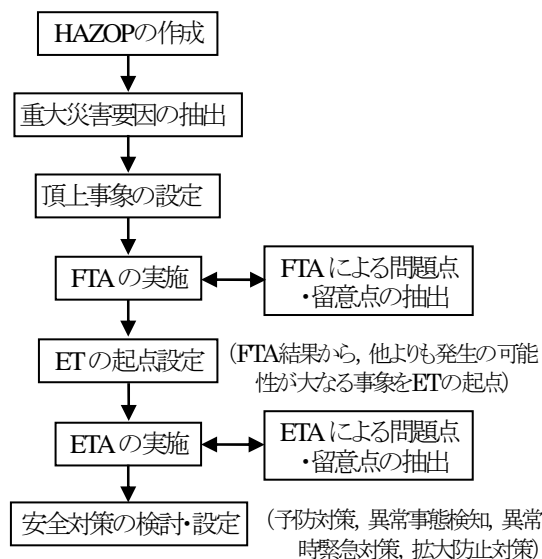 HAZOPの作成
重大災害要因の抽出
頂上事象の設定
FTAの実施
FTAによる問題点
・留意点の抽出
ETの起点設定
(FTA結果から, 他よりも発生の可能
性が大なる事象をETの起点)
ETAの実施
ETAによる問題点
・留意点の抽出
安全対策の検討・設定
(予防対策, 異常事態検知, 異常
時緊急対策, 拡大防止対策)